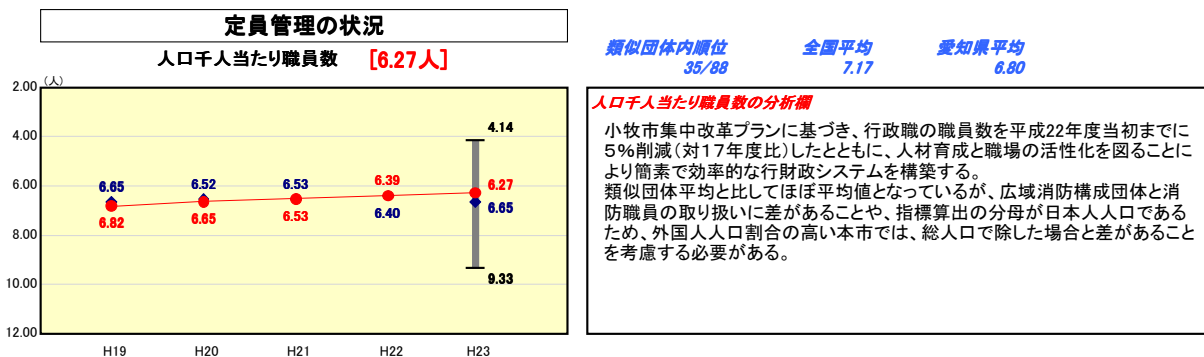 定員管理の状況
人口千人当たり職員数 [6.27人]
類似団体内順位 全国平均 愛知県平均
35/88 7.17 6.80
(人)
2.00
4.00
6.00
8.00
10.00
12.00
6.65 6.52 6.53 6.39 6.27
6.82 6.65 6.53 6.40 6.65
4.14
9.33
H19 H20 H21 H22 H23
人口千人当たり職員数の分析欄
小牧市集中改革プランに基づき、行政職の職員数を平成22年度当初までに
5%削減(対17年度比)したとともに、人材育成と職場の活性化を図ることに
より簡素で効率的な行財政システムを構築する。
類似団体平均と比してほぼ平均値となっているが、広域消防構成団体と消
防職員の取り扱いに差があることや、指標算出の分母が日本人人口である
ため、外国人人口割合の高い本市では、総人口で除した場合と差があること
を考慮する必要がある。